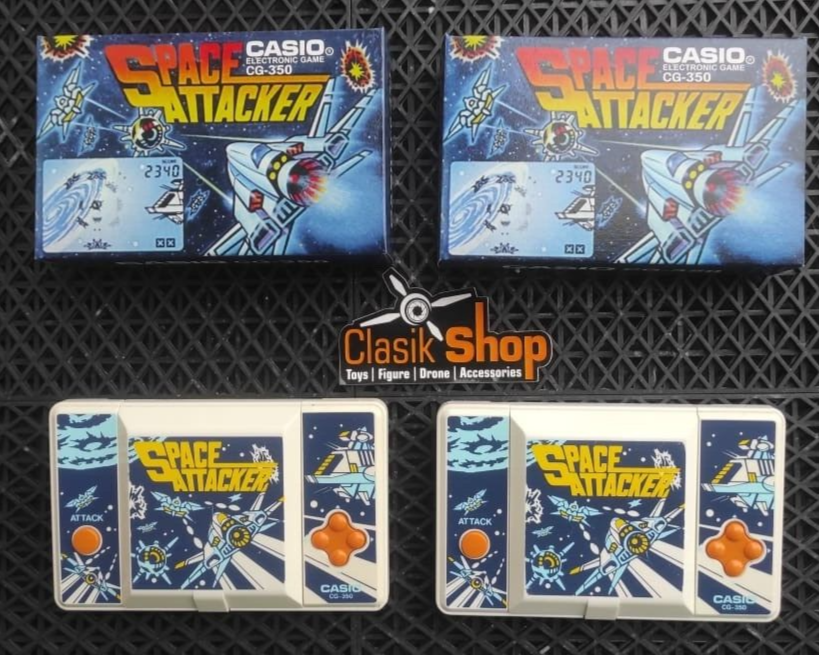 SPACE
ATTACKER
CASIO®
ELECTRONIC GAME
CG-350
SCORE
2340
SPACE
ATTACKER
CASIO®
ELECTRONIC GAME
CG-350
SCORE
2340
Clasik Shop
Toys | Figure | Drone | Accessories
SPACE
ATTACKER
ATTACK
CASIO
CG-350
SPACE
ATTACKER
ATTACK
CASIO
CG-350